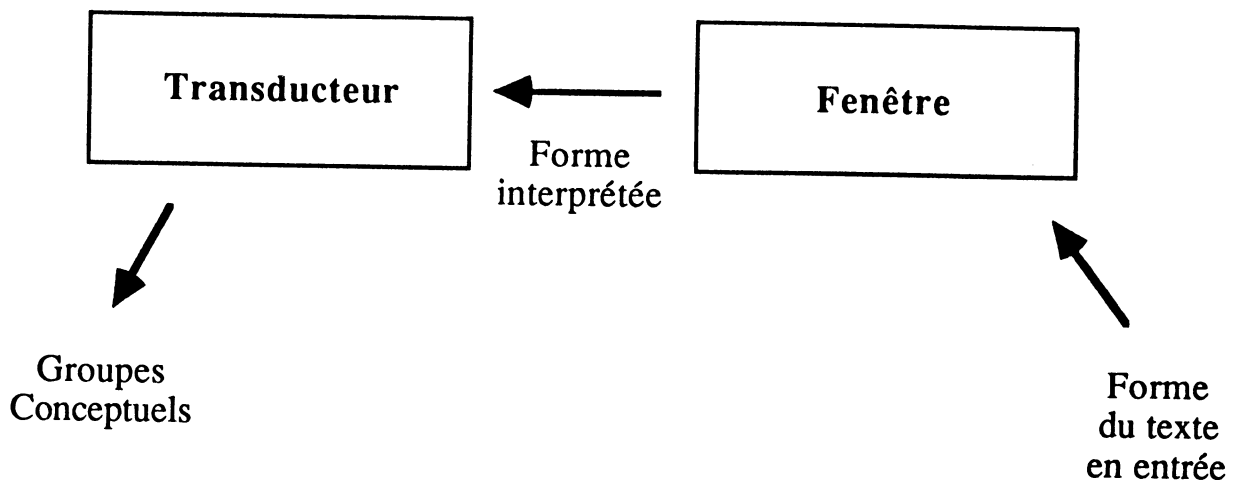 Transducteur
Fenêtre
Forme
interprétée
Groupes
Conceptuels
Forme
du texte
en entrée